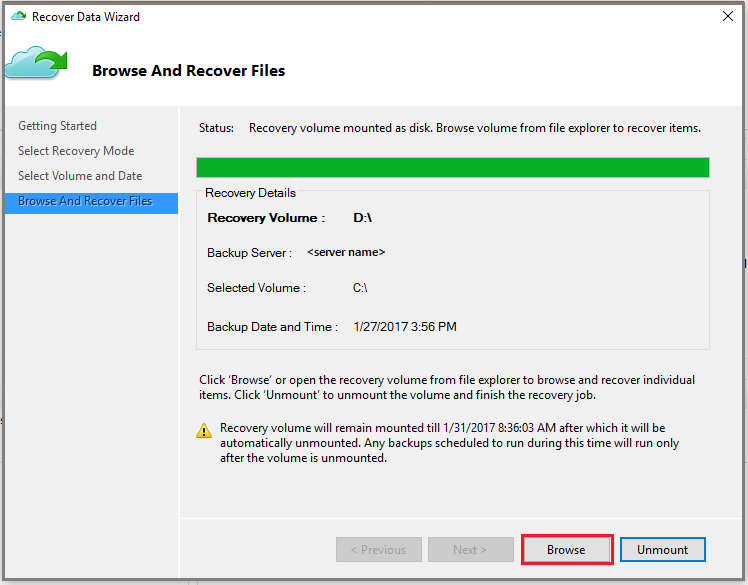 Recover Data Wizard
Browse And Recover Files
Getting Started
Select Recovery Mode
Select Volume and Date
Browse And Recover Files
Status: Recovery volume mounted as disk. Browse volume from file explorer to recover items.
Recovery Details
Recovery Volume : D:\
Backup Server : <server name>
Selected Volume : C:\
Backup Date and Time : 1/27/2017 3:56 PM
Click 'Browse' or open the recovery volume from file explorer to browse and recover individual
items. Click 'Unmount' to unmount the volume and finish the recovery job.
Recovery volume will remain mounted till 1/31/2017 8:36:03 AM after which it will be
automatically unmounted. Any backups scheduled to run during this time will run only
after the volume is unmounted.
< Previous Next > Browse Unmount